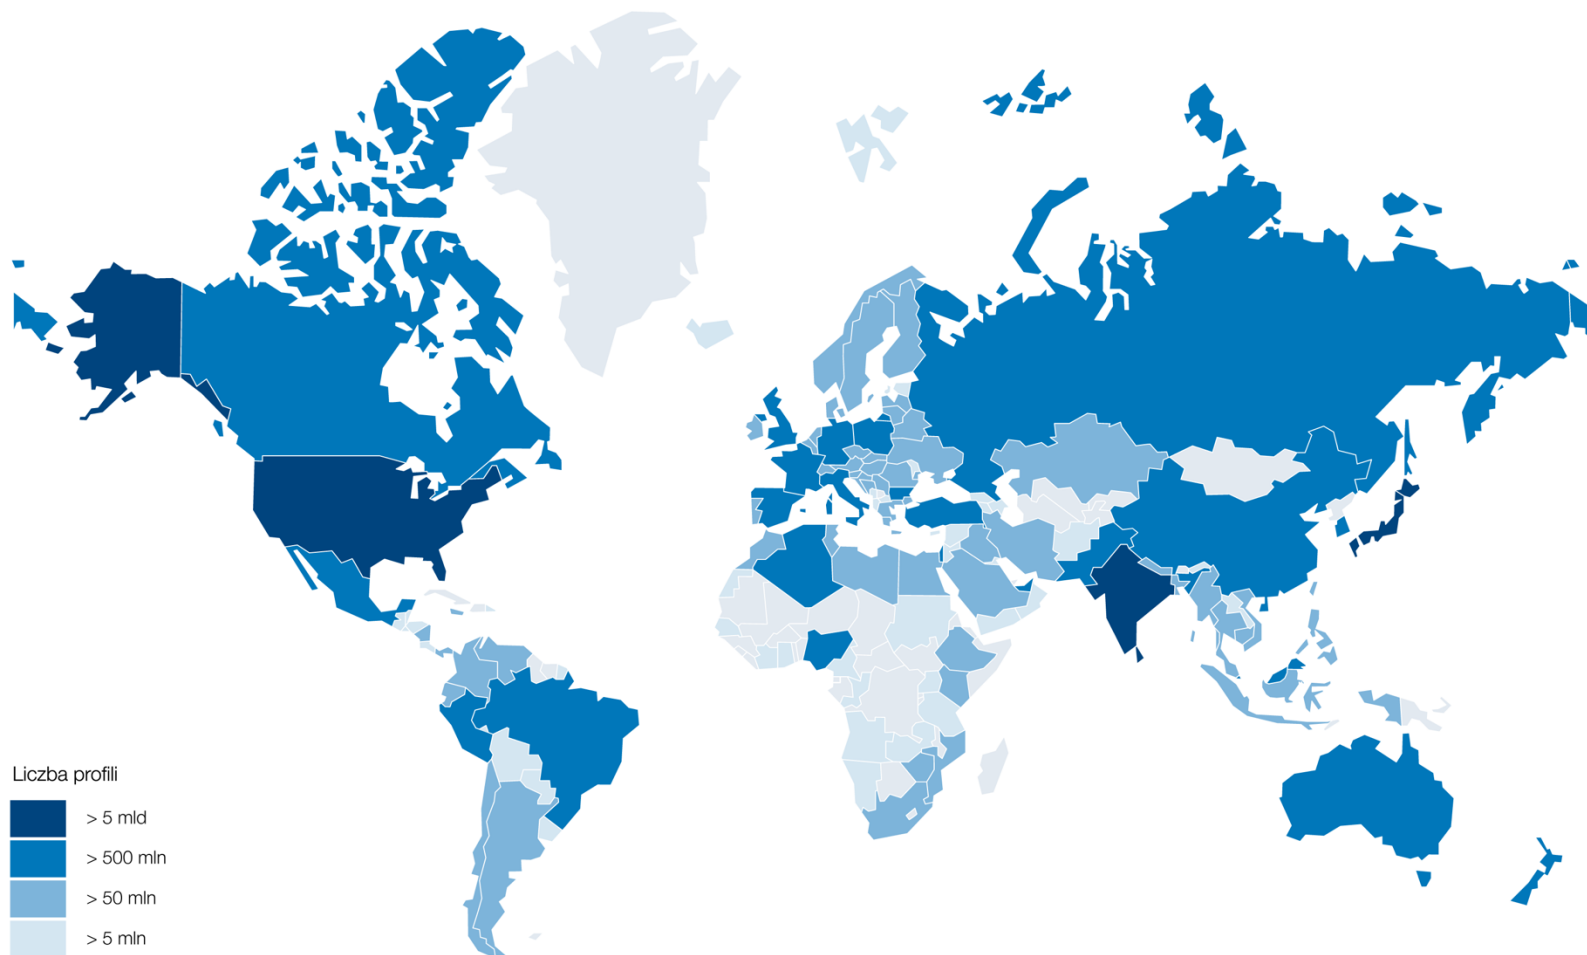 Liczba profili
> 5 mld
> 500 mln
> 50 mln
> 5 mln